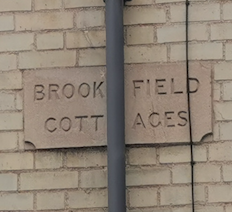 BROOK FIELD
COTT AGES